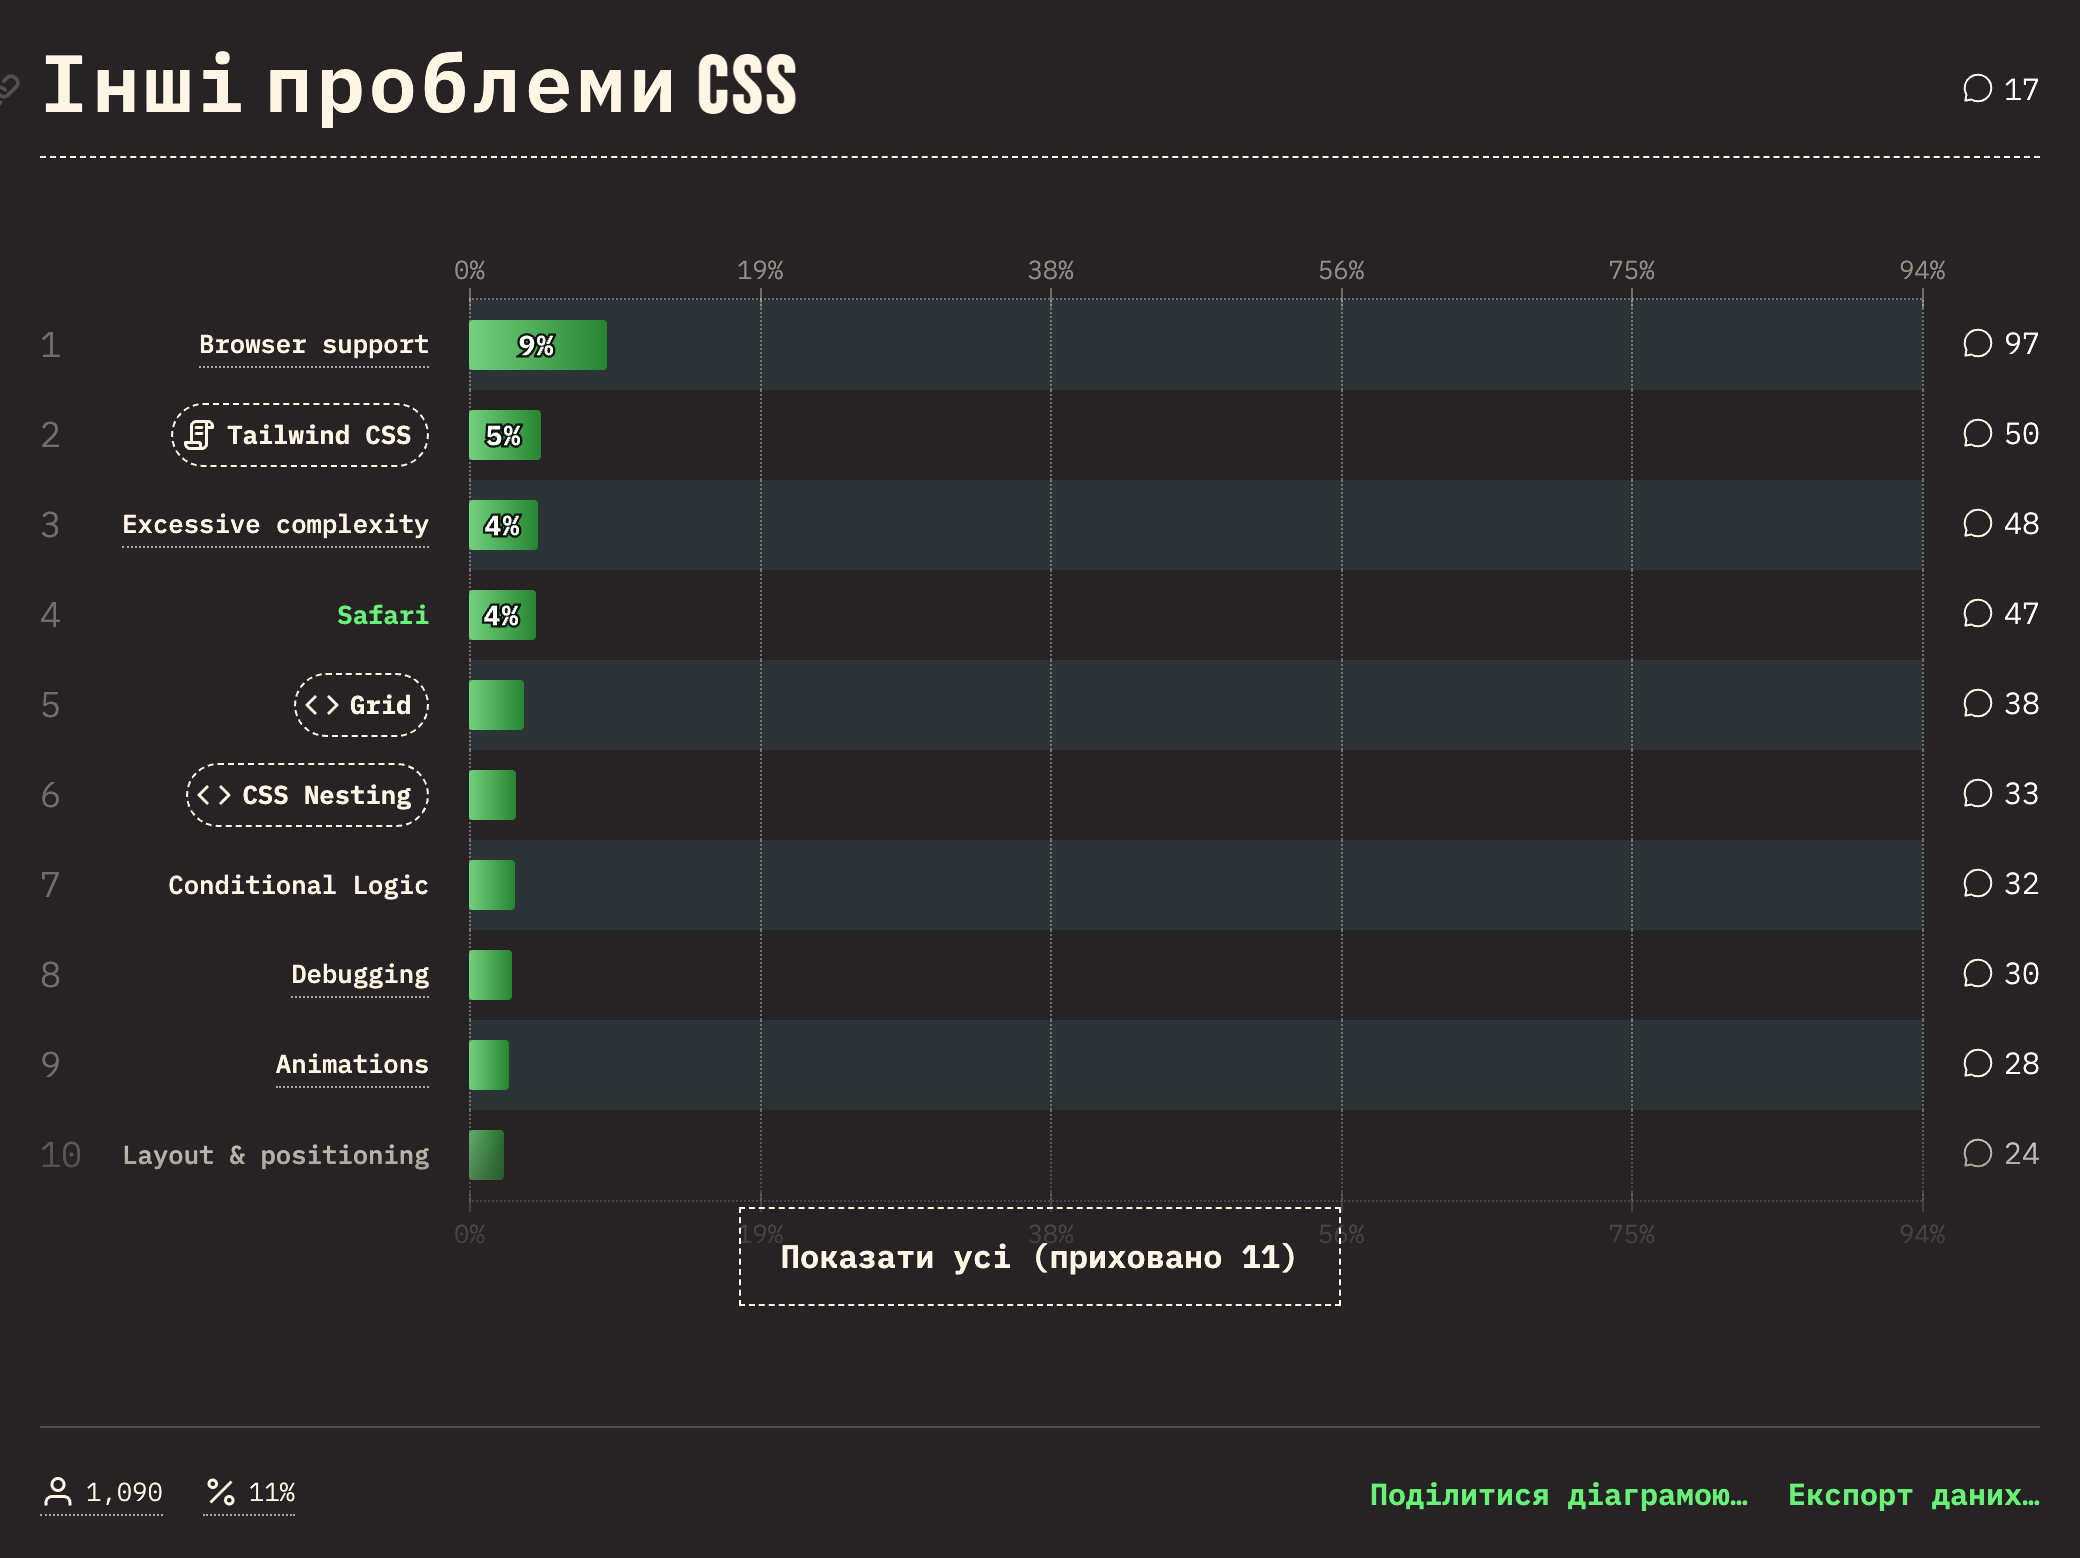 Інші проблеми CSS
17
0% 19% 38% 56% 75% 94%
1 Browser support 9% 97
2 Tailwind CSS 5% 50
3 Excessive complexity 4% 48
4 Safari 4% 47
5 Grid 38
6 CSS Nesting 33
7 Conditional Logic 32
8 Debugging 30
9 Animations 28
10 Layout & positioning 24
0% 19% 38% 56% 75% 94%
Показати усі (приховано 11)
1,090 11% Поділитися діаграмою… Експорт даних…